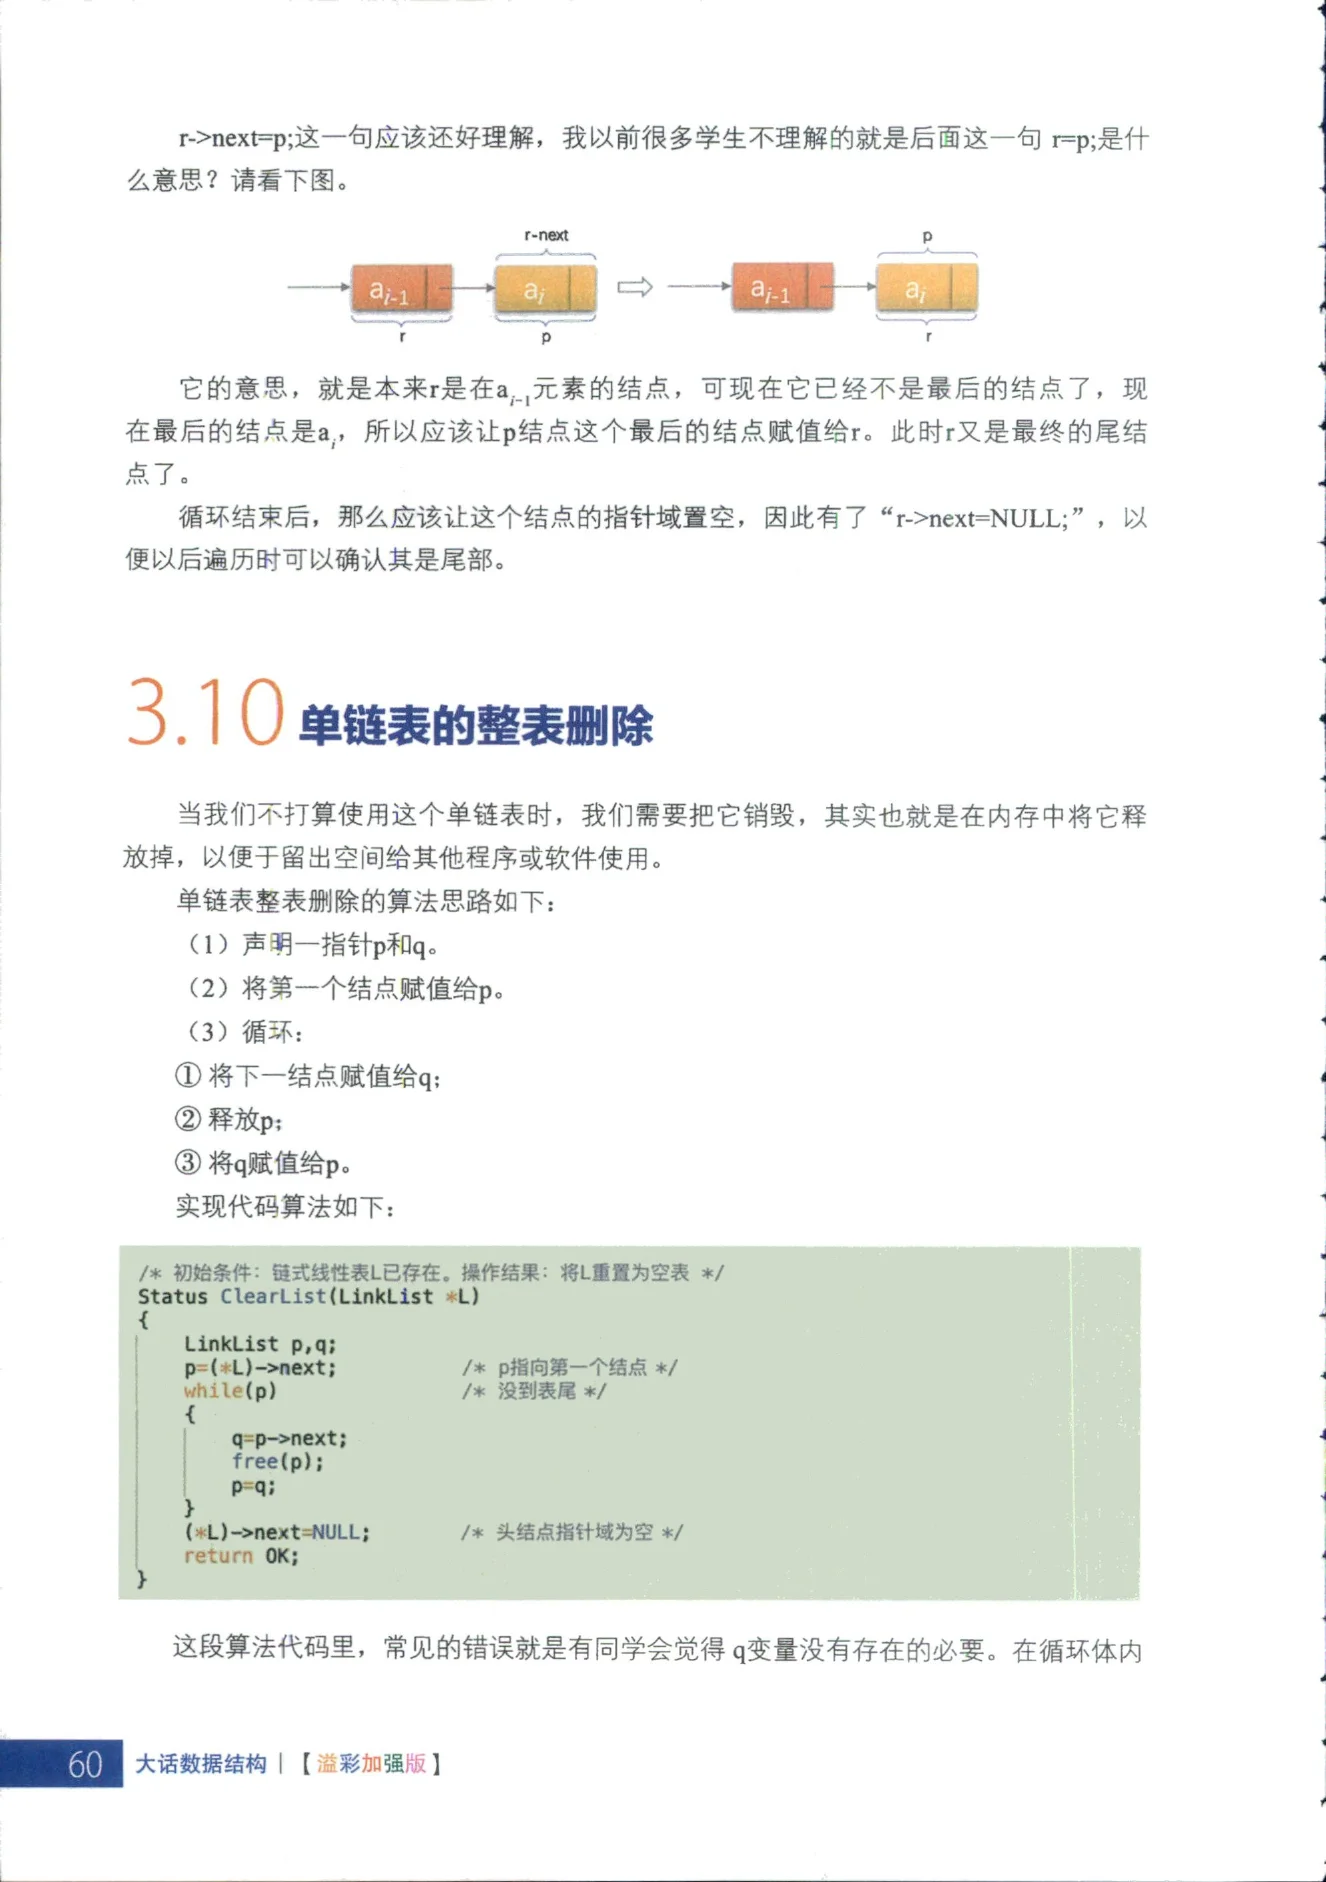 r->next=p;这一句应该还好理解，我以前很多学生不理解的就是后面这一句 r=p;是什
么意思？请看下图。
r-next p
ai-1 ai ai-1 ai
r p r
它的意思，就是本来r是在ai-1元素的结点，可现在它已经不是最后的结点了，现
在最后的结点是ai，所以应该让p结点这个最后的结点赋值给r。此时r又是最终的尾结
点了。
循环结束后，那么应该让这个结点的指针域置空，因此有了“r->next=NULL;”，以
便以后遍历时可以确认其是尾部。
3.10 单链表的整表删除
当我们不打算使用这个单链表时，我们需要把它销毁，其实也就是在内存中将它释
放掉，以便于留出空间给其他程序或软件使用。
单链表整表删除的算法思路如下：
（1）声明一指针p和q。
（2）将第一个结点赋值给p。
（3）循环：
① 将下一结点赋值给q；
② 释放p；
③ 将q赋值给p。
实现代码算法如下：
/* 初始条件：链式线性表L已存在。操作结果：将L重置为空表 */
Status ClearList(LinkList *L)
{
LinkList p,q;
p=(*L)->next; /* p指向第一个结点 */
while(p) /* 没到表尾 */
{
q=p->next;
free(p);
p=q;
}
(*L)->next=NULL; /* 头结点指针域为空 */
return OK;
}
这段算法代码里，常见的错误就是有同学会觉得 q变量没有存在的必要。在循环体内
60 大话数据结构 | 【溢彩加强版】